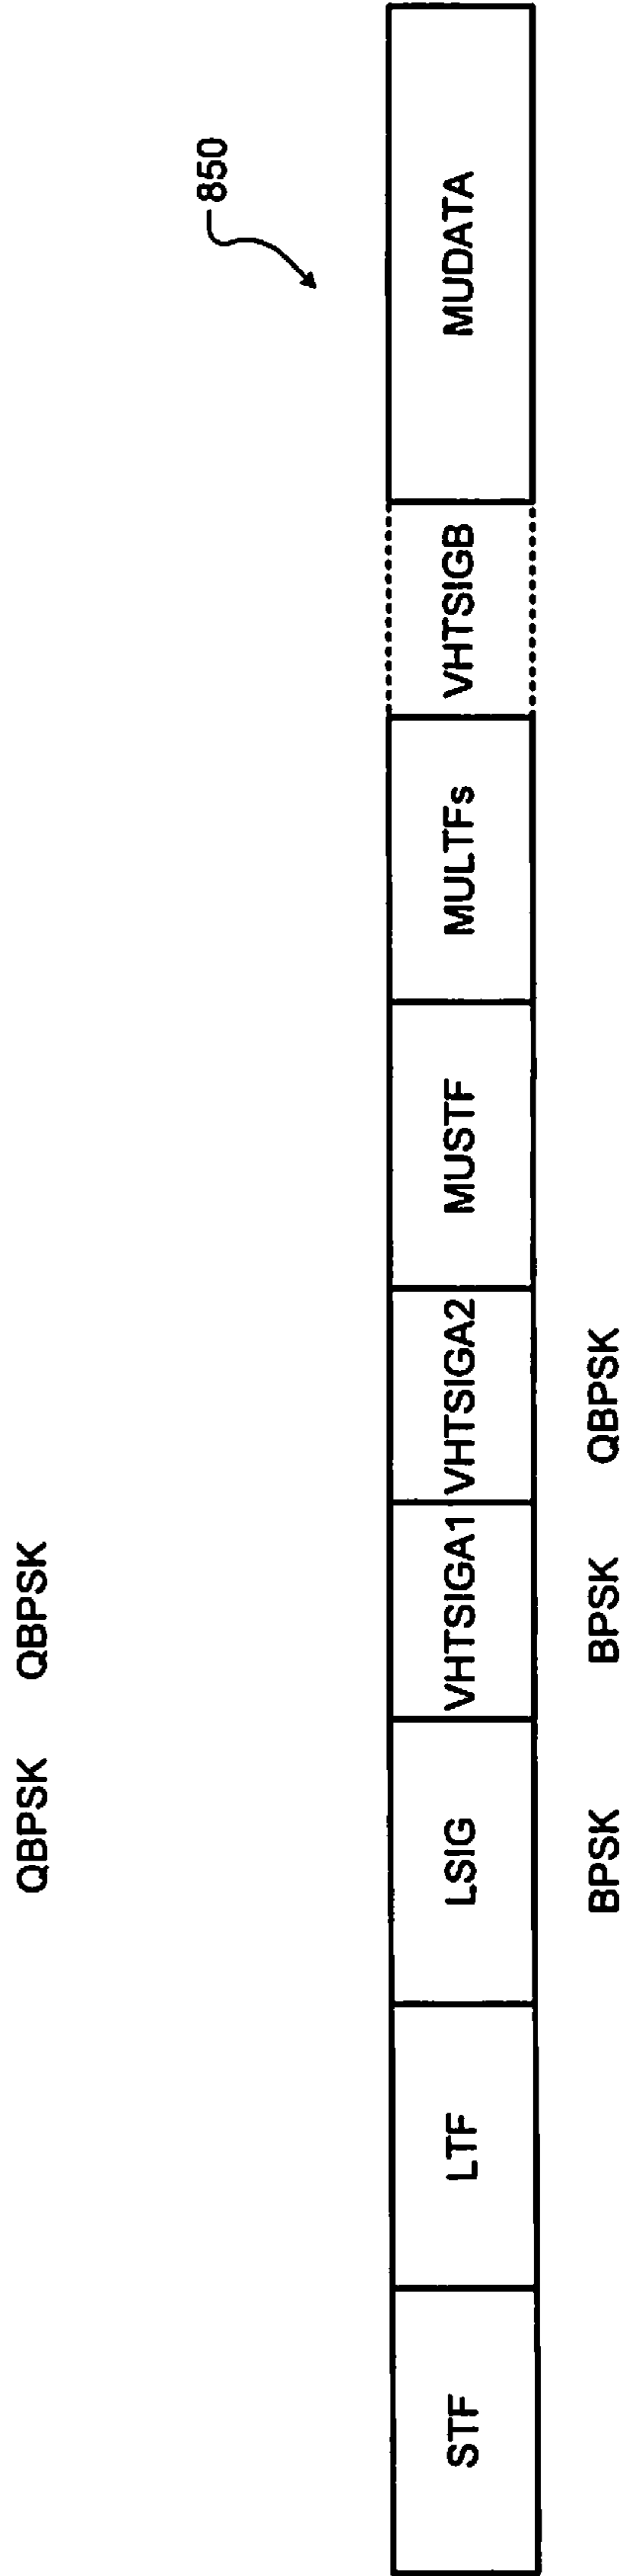 QBPSK QBPSK
850
STF LTF LSIG VHTSIGA1 VHTSIGA2 MUSTF MULTFs VHTSIGB MUDATA
BPSK BPSK QBPSK